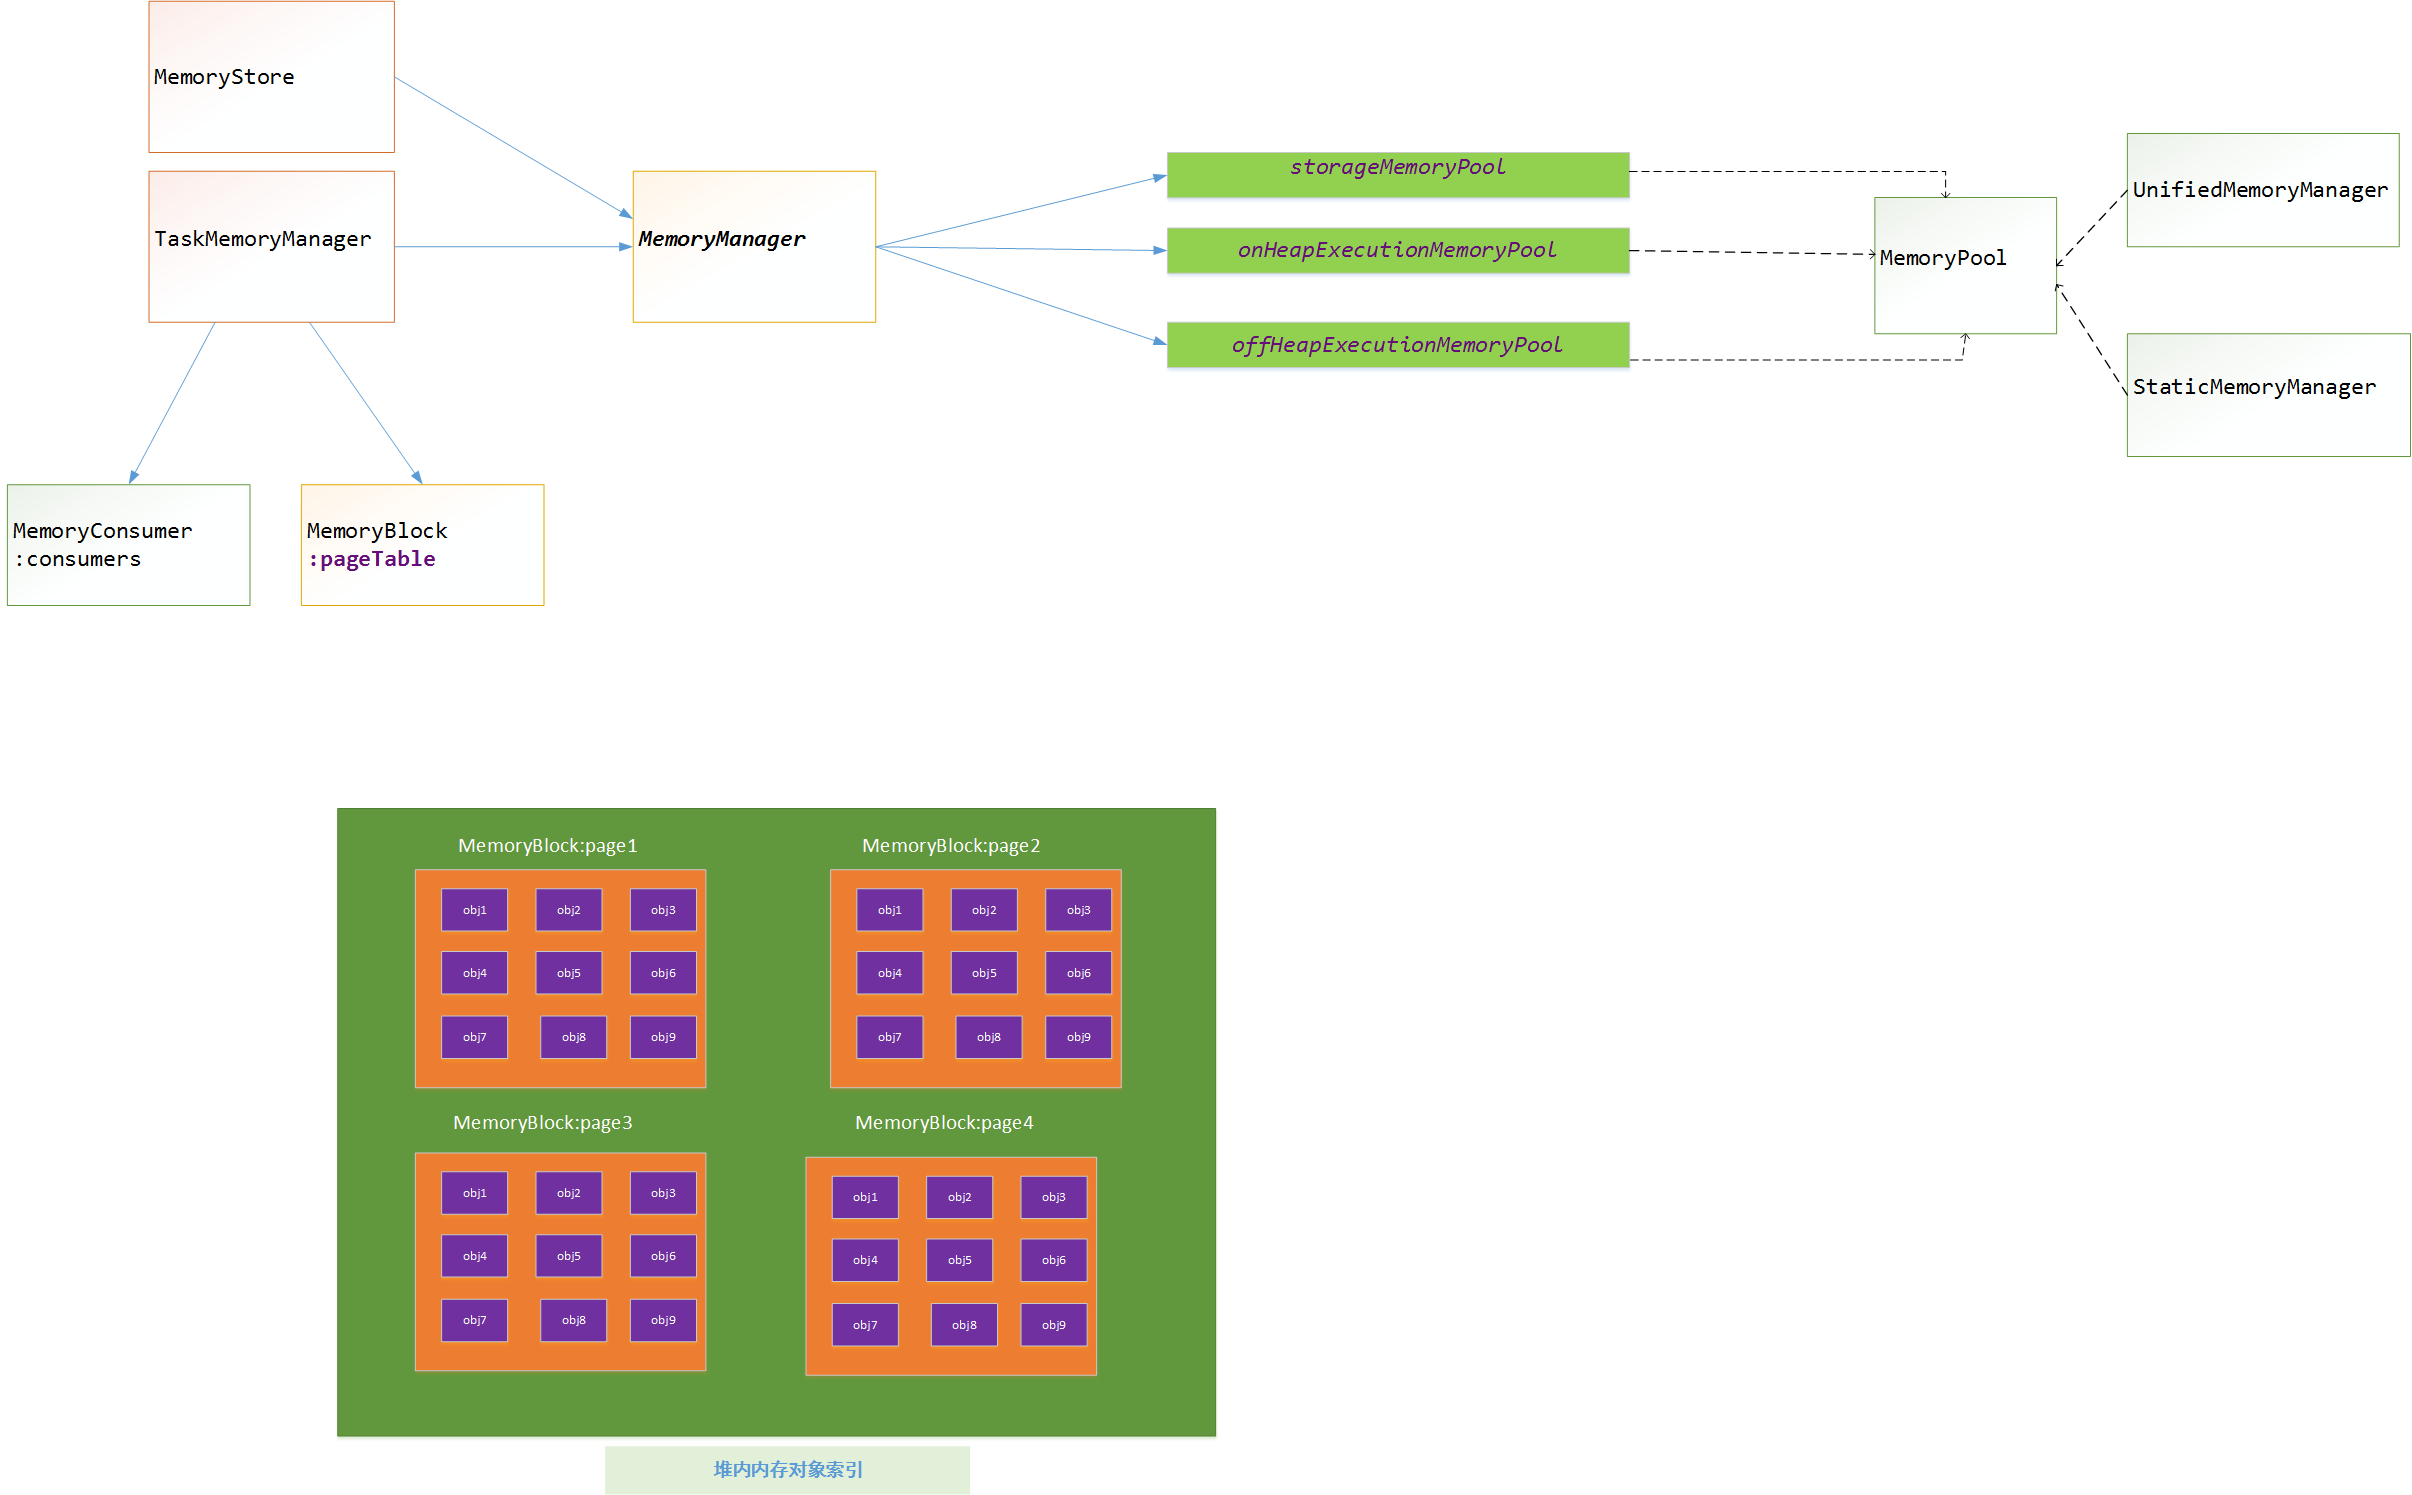 MemoryStore
TaskMemoryManager
MemoryManager
storageMemoryPool
onHeapExecutionMemoryPool
offHeapExecutionMemoryPool
MemoryPool
UnifiedMemoryManager
StaticMemoryManager
MemoryConsumer
:consumers
MemoryBlock
:pageTable
MemoryBlock:page1
obj1 obj2 obj3
obj4 obj5 obj6
obj7 obj8 obj9
MemoryBlock:page2
obj1 obj2 obj3
obj4 obj5 obj6
obj7 obj8 obj9
MemoryBlock:page3
obj1 obj2 obj3
obj4 obj5 obj6
obj7 obj8 obj9
MemoryBlock:page4
obj1 obj2 obj3
obj4 obj5 obj6
obj7 obj8 obj9
堆内内存对象索引